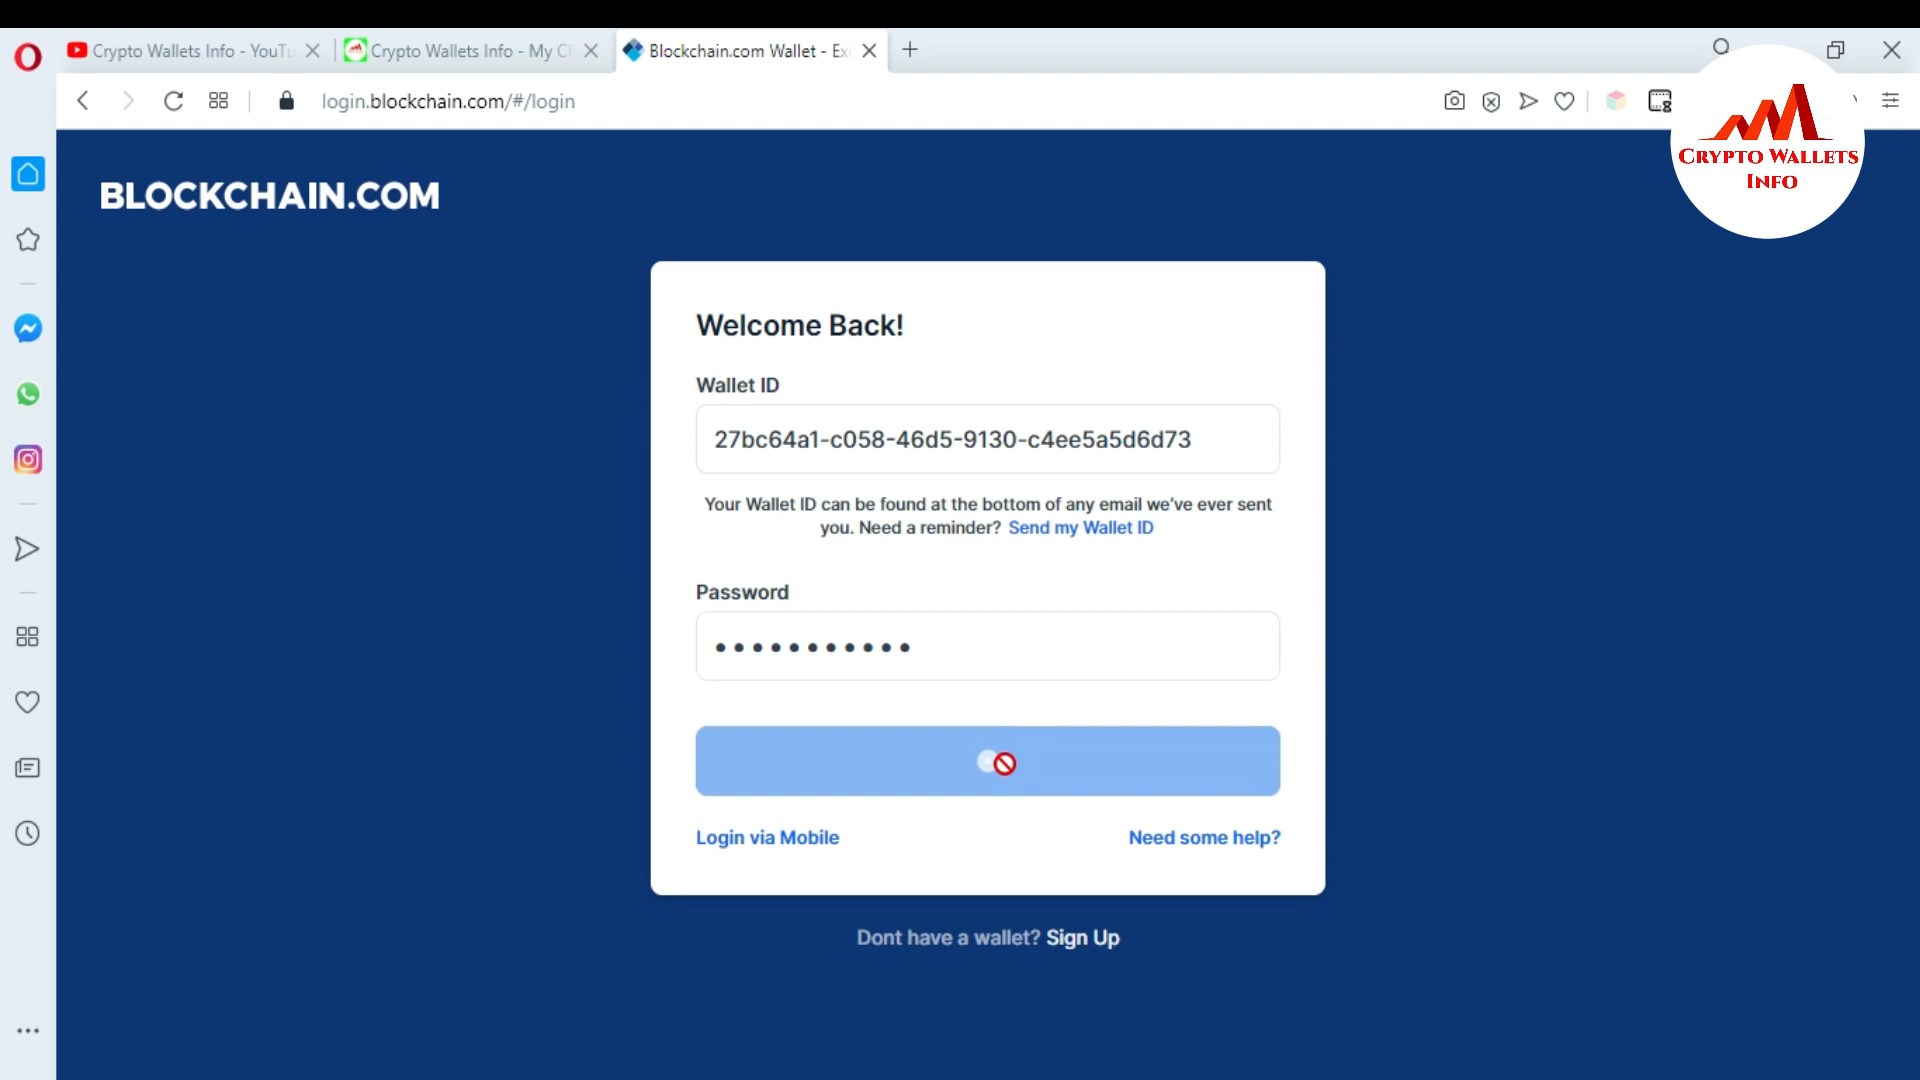 Crypto Wallets Info - YouTu
Crypto Wallets Info - My C
Blockchain.com Wallet - Ex
login.blockchain.com/#/login
CRYPTO WALLETS
INFO
BLOCKCHAIN.COM
Welcome Back!
Wallet ID
27bc64a1-c058-46d5-9130-c4ee5a5d6d73
Your Wallet ID can be found at the bottom of any email we've ever sent
you. Need a reminder? Send my Wallet ID
Password
Login via Mobile
Need some help?
Dont have a wallet? Sign Up